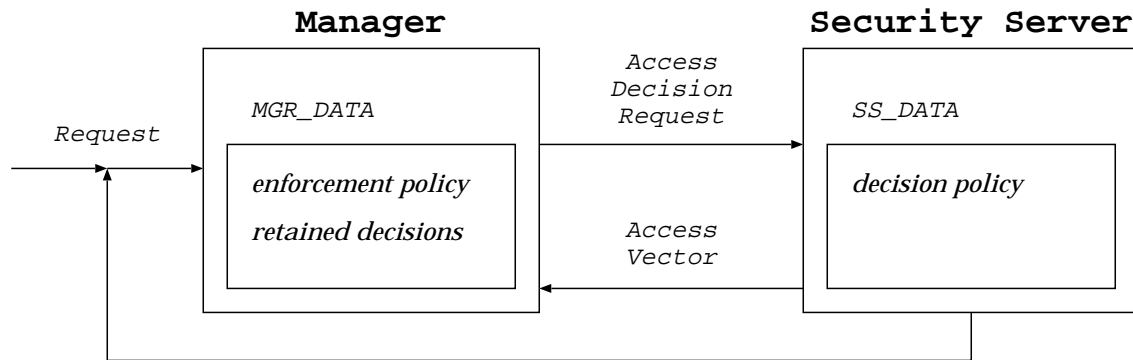 Manager
Security Server
Request
MGR_DATA
enforcement policy
retained decisions
Access
Decision
Request
Access
Vector
SS_DATA
decision policy